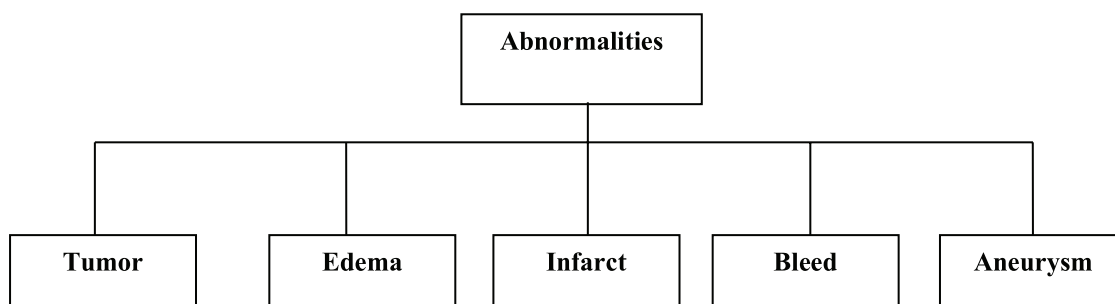 Abnormalities
Tumor
Edema
Infarct
Bleed
Aneurysm